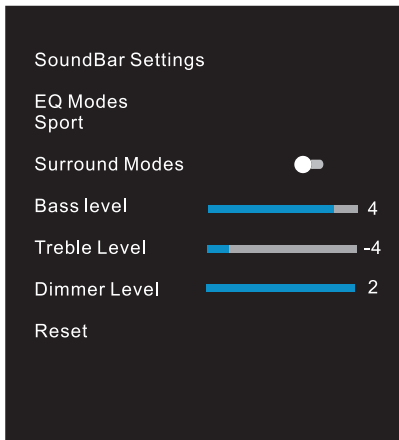 SoundBar Settings
EQ Modes
Sport
Surround Modes
Bass level 4
Treble Level -4
Dimmer Level 2
Reset